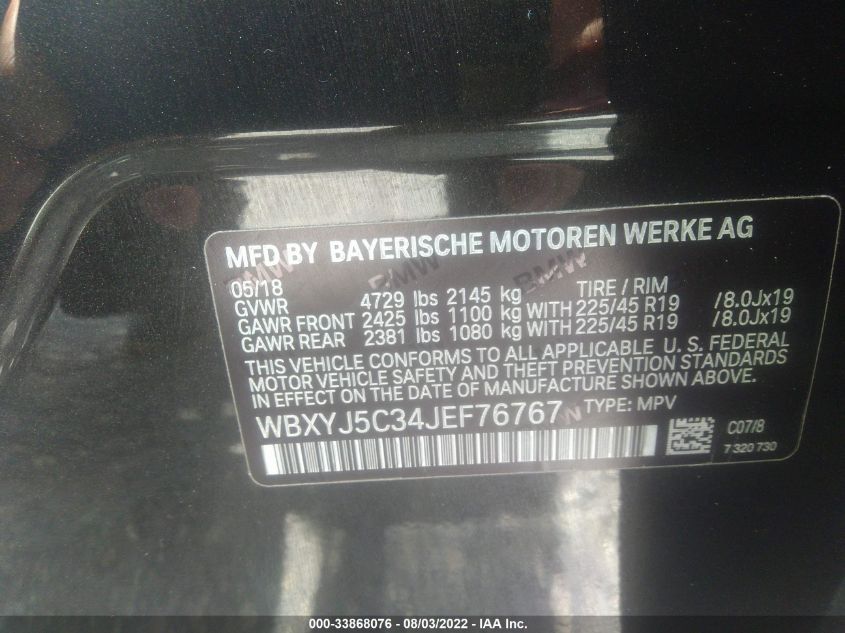 MFD BY BAYERISCHE MOTOREN WERKE AG
05/18
GVWR 4729 lbs 2145 kg TIRE / RIM
GAWR FRONT 2425 lbs 1100 kg WITH 225/45 R19 /8.0Jx19
GAWR REAR 2381 lbs 1080 kg WITH 225/45 R19 /8.0Jx19
THIS VEHICLE CONFORMS TO ALL APPLICABLE U. S. FEDERAL
MOTOR VEHICLE SAFETY AND THEFT PREVENTION STANDARDS
IN EFFECT ON THE DATE OF MANUFACTURE SHOWN ABOVE.
WBXYJ5C34JEF76767 TYPE: MPV
C07/8
7 320 730
BMW BMW BMW
ONLINE --33868076 - 08/03/2022 - IAA Inc.